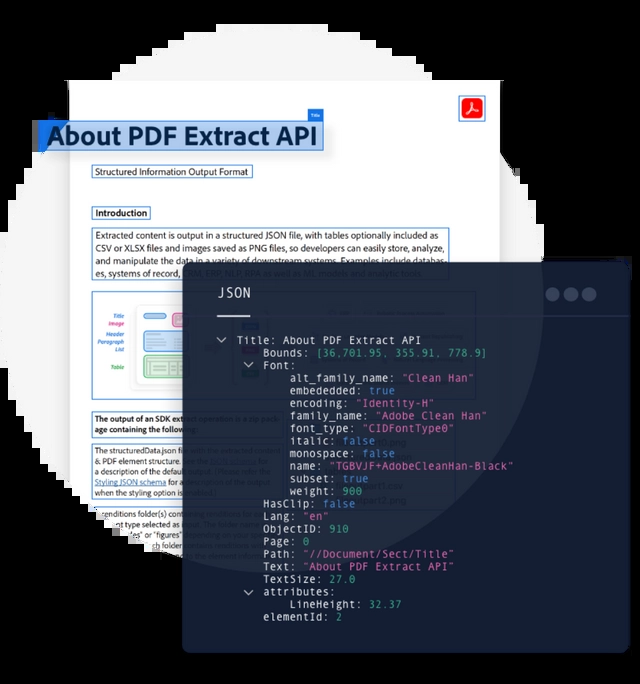 Title
About PDF Extract API
Structured Information Output Format
Introduction
Extracted content is output in a structured JSON file, with tables optionally included as
CSV or XLSX files and images saved as PNG files, so developers can easily store, analyze,
and manipulate the data in a variety of downstream systems. Examples include databas-
es, systems of record,
Title
Image
Header
Paragraph
List
Table
The output of an SDK extract operation is a zip pack-
age containing the following:
The structuredData.json file
& PDF element structure.
a description of the default
Styling JSON schema
when the styling option is
renditions folder(s)
JSON
Title: About PDF Extract API
Bounds: [36,701.95, 355.91, 778.9]
Font:
alt_family_name: "Clean Han"
embededded: true
encoding: "Identity-H"
family_name: "Adobe Clean Han"
font_type: "CIDFontType0"
italic: false
monospace: false
name: "TGBVJF+AdobeCleanHan-Black"
subset: true
weight: 900
HasClip: false
Lang: "en"
ObjectID: 910
Page: 0
Path: "//Document/Sect/Title"
Text: "About PDF Extract API"
TextSize: 27.0
attributes:
LineHeight: 32.37
elementId: 2